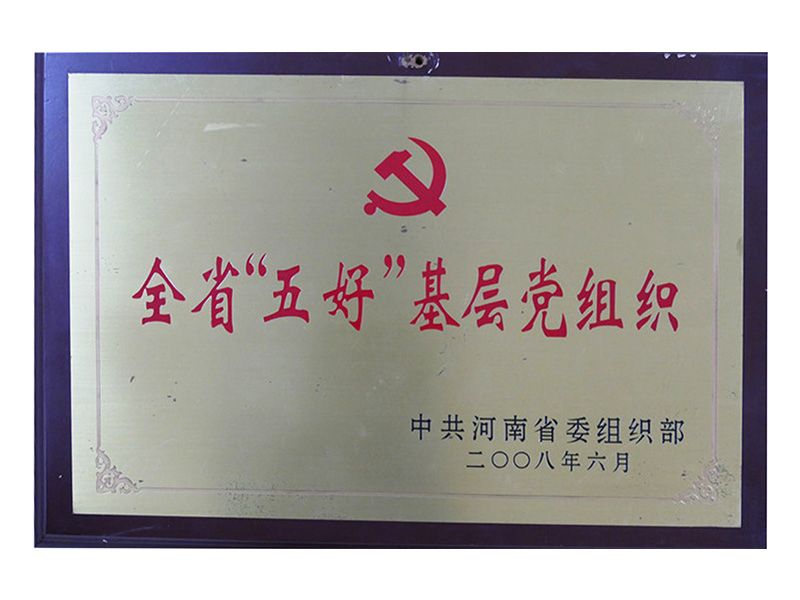 全省“五好”基层党组织
中共河南省委组织部
二〇〇八年六月